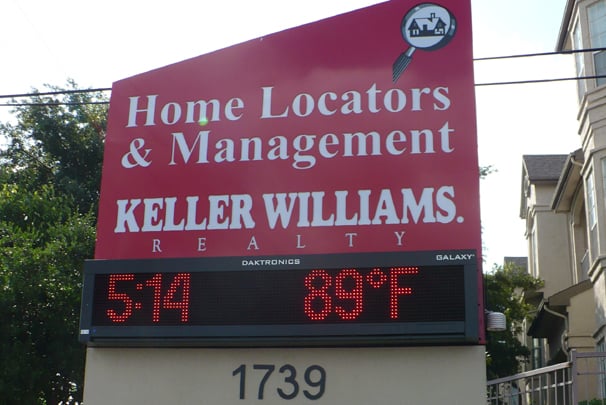 Home Locators
& Management
KELLER WILLIAMS.
REALTY
DAKTRONICS GALAXY
5:14 89°F
1739